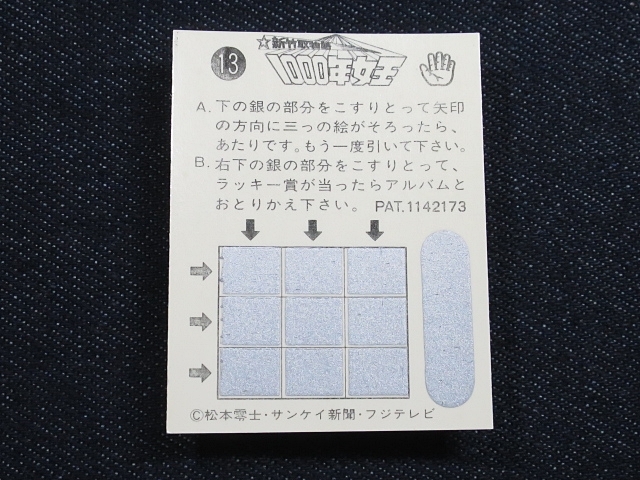 13
☆新竹取物語
1000年女王
A. 下の銀の部分をこすりとって矢印
の方向に三っの絵がそろったら、
あたりです。もう一度引いて下さい。
B. 右下の銀の部分をこすりとって、
ラッキー賞が当ったらアルバムと
おとりかえ下さい。 PAT.1142173
©松本零士・サンケイ新聞・フジテレビ